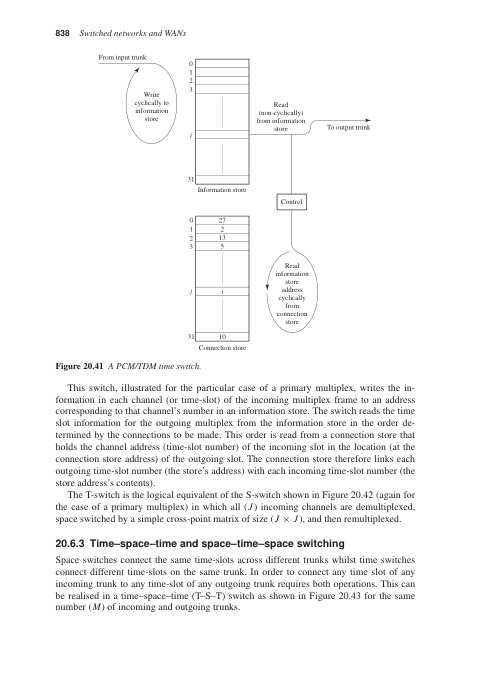 838 Switched networks and WANs
From input trunk
0
1
2
3
Write
cyclically to
information
store
Read
(non-cyclically)
from information
store
To output trunk
i
31
Information store
Control
0 27
1 2
2 13
3 5
Read
information
store
address
cyclically
from
connection
store
j i
31 10
Connection store
Figure 20.41 A PCM/TDM time switch.
This switch, illustrated for the particular case of a primary multiplex, writes the in-
formation in each channel (or time-slot) of the incoming multiplex frame to an address
corresponding to that channel's number in an information store. The switch reads the time
slot information for the outgoing multiplex from the information store in the order de-
termined by the connections to be made. This order is read from a connection store that
holds the channel address (time-slot number) of the incoming slot in the location (at the
connection store address) of the outgoing slot. The connection store therefore links each
outgoing time-slot number (the store's address) with each incoming time-slot number (the
store address's contents).
The T-switch is the logical equivalent of the S-switch shown in Figure 20.42 (again for
the case of a primary multiplex) in which all (J) incoming channels are demultiplexed,
space switched by a simple cross-point matrix of size (J × J), and then remultiplexed.
20.6.3 Time–space–time and space–time–space switching
Space switches connect the same time-slots across different trunks whilst time switches
connect different time-slots on the same trunk. In order to connect any time slot of any
incoming trunk to any time-slot of any outgoing trunk requires both operations. This can
be realised in a time–space–time (T–S–T) switch as shown in Figure 20.43 for the same
number (M) of incoming and outgoing trunks.